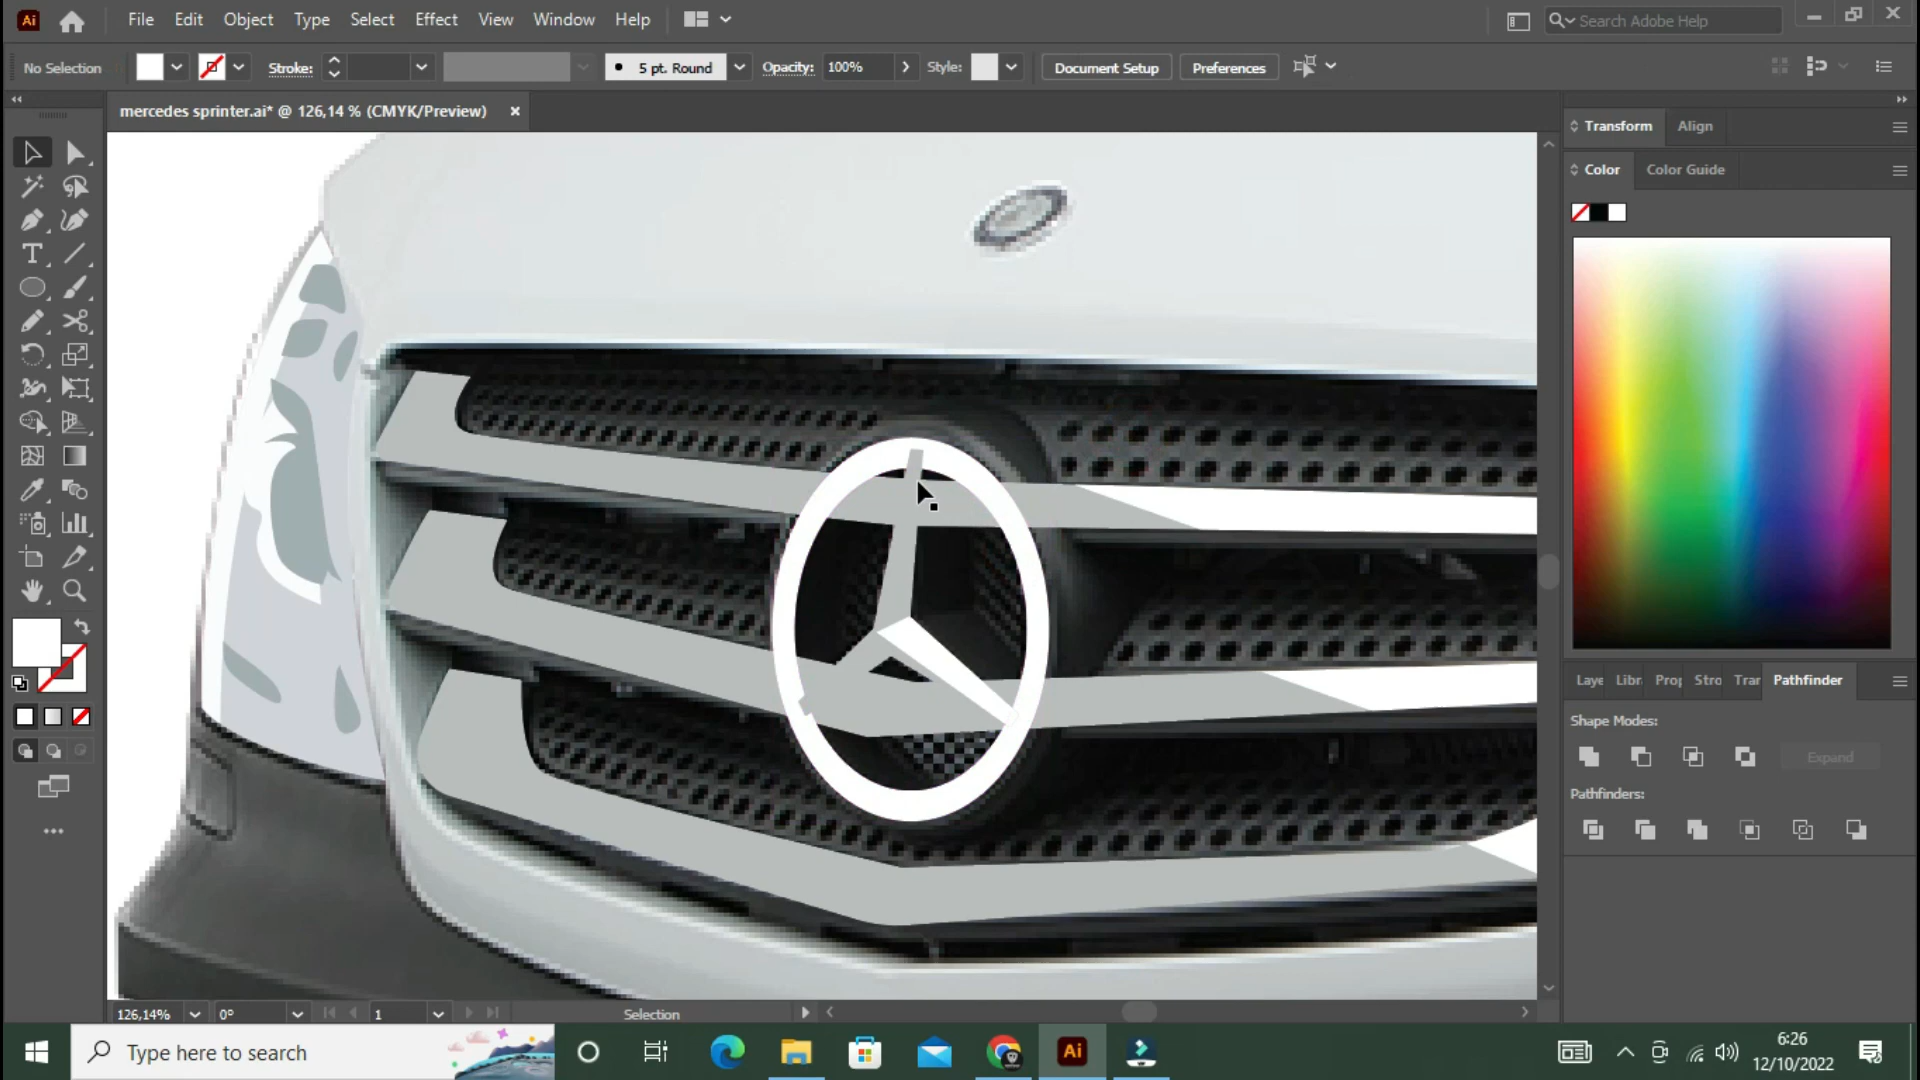 Ai
File Edit Object Type Select Effect View Window Help
Search Adobe Help
No Selection
Stroke:
5 pt. Round
Opacity: 100%
Style:
Document Setup
Preferences
mercedes sprinter.ai* @ 126,14 % (CMYK/Preview) ×
Transform Align
Color Color Guide
Laye Libr Prop Stro Trar Pathfinder
Shape Modes:
Expand
Pathfinders:
126,14% 0° 1 Selection
Type here to search
Ai
6:26
12/10/2022